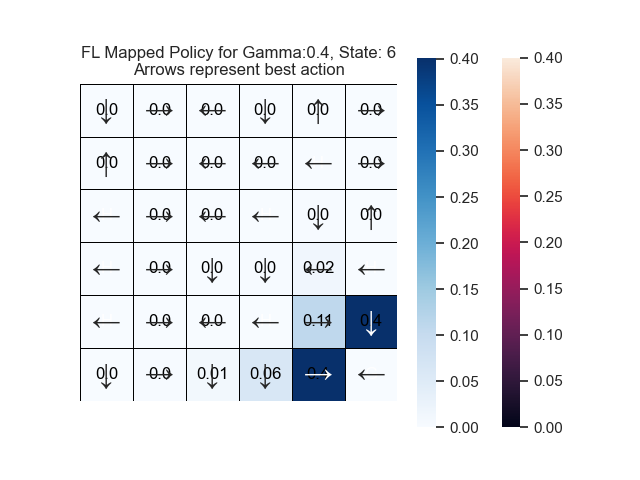 FL Mapped Policy for Gamma:0.4, State: 6
Arrows represent best action
0.0 0.0 0.0 0.0 0.0 0.0
0.0 0.0 0.0 0.0 0.0
0.0 0.0 0.0 0.0
0.0 0.0 0.0 0.02
0.0 0.0 0.11 0.4
0.0 0.0 0.01 0.06 0.4
0.40
0.35
0.30
0.25
0.20
0.15
0.10
0.05
0.00
0.40
0.35
0.30
0.25
0.20
0.15
0.10
0.05
0.00